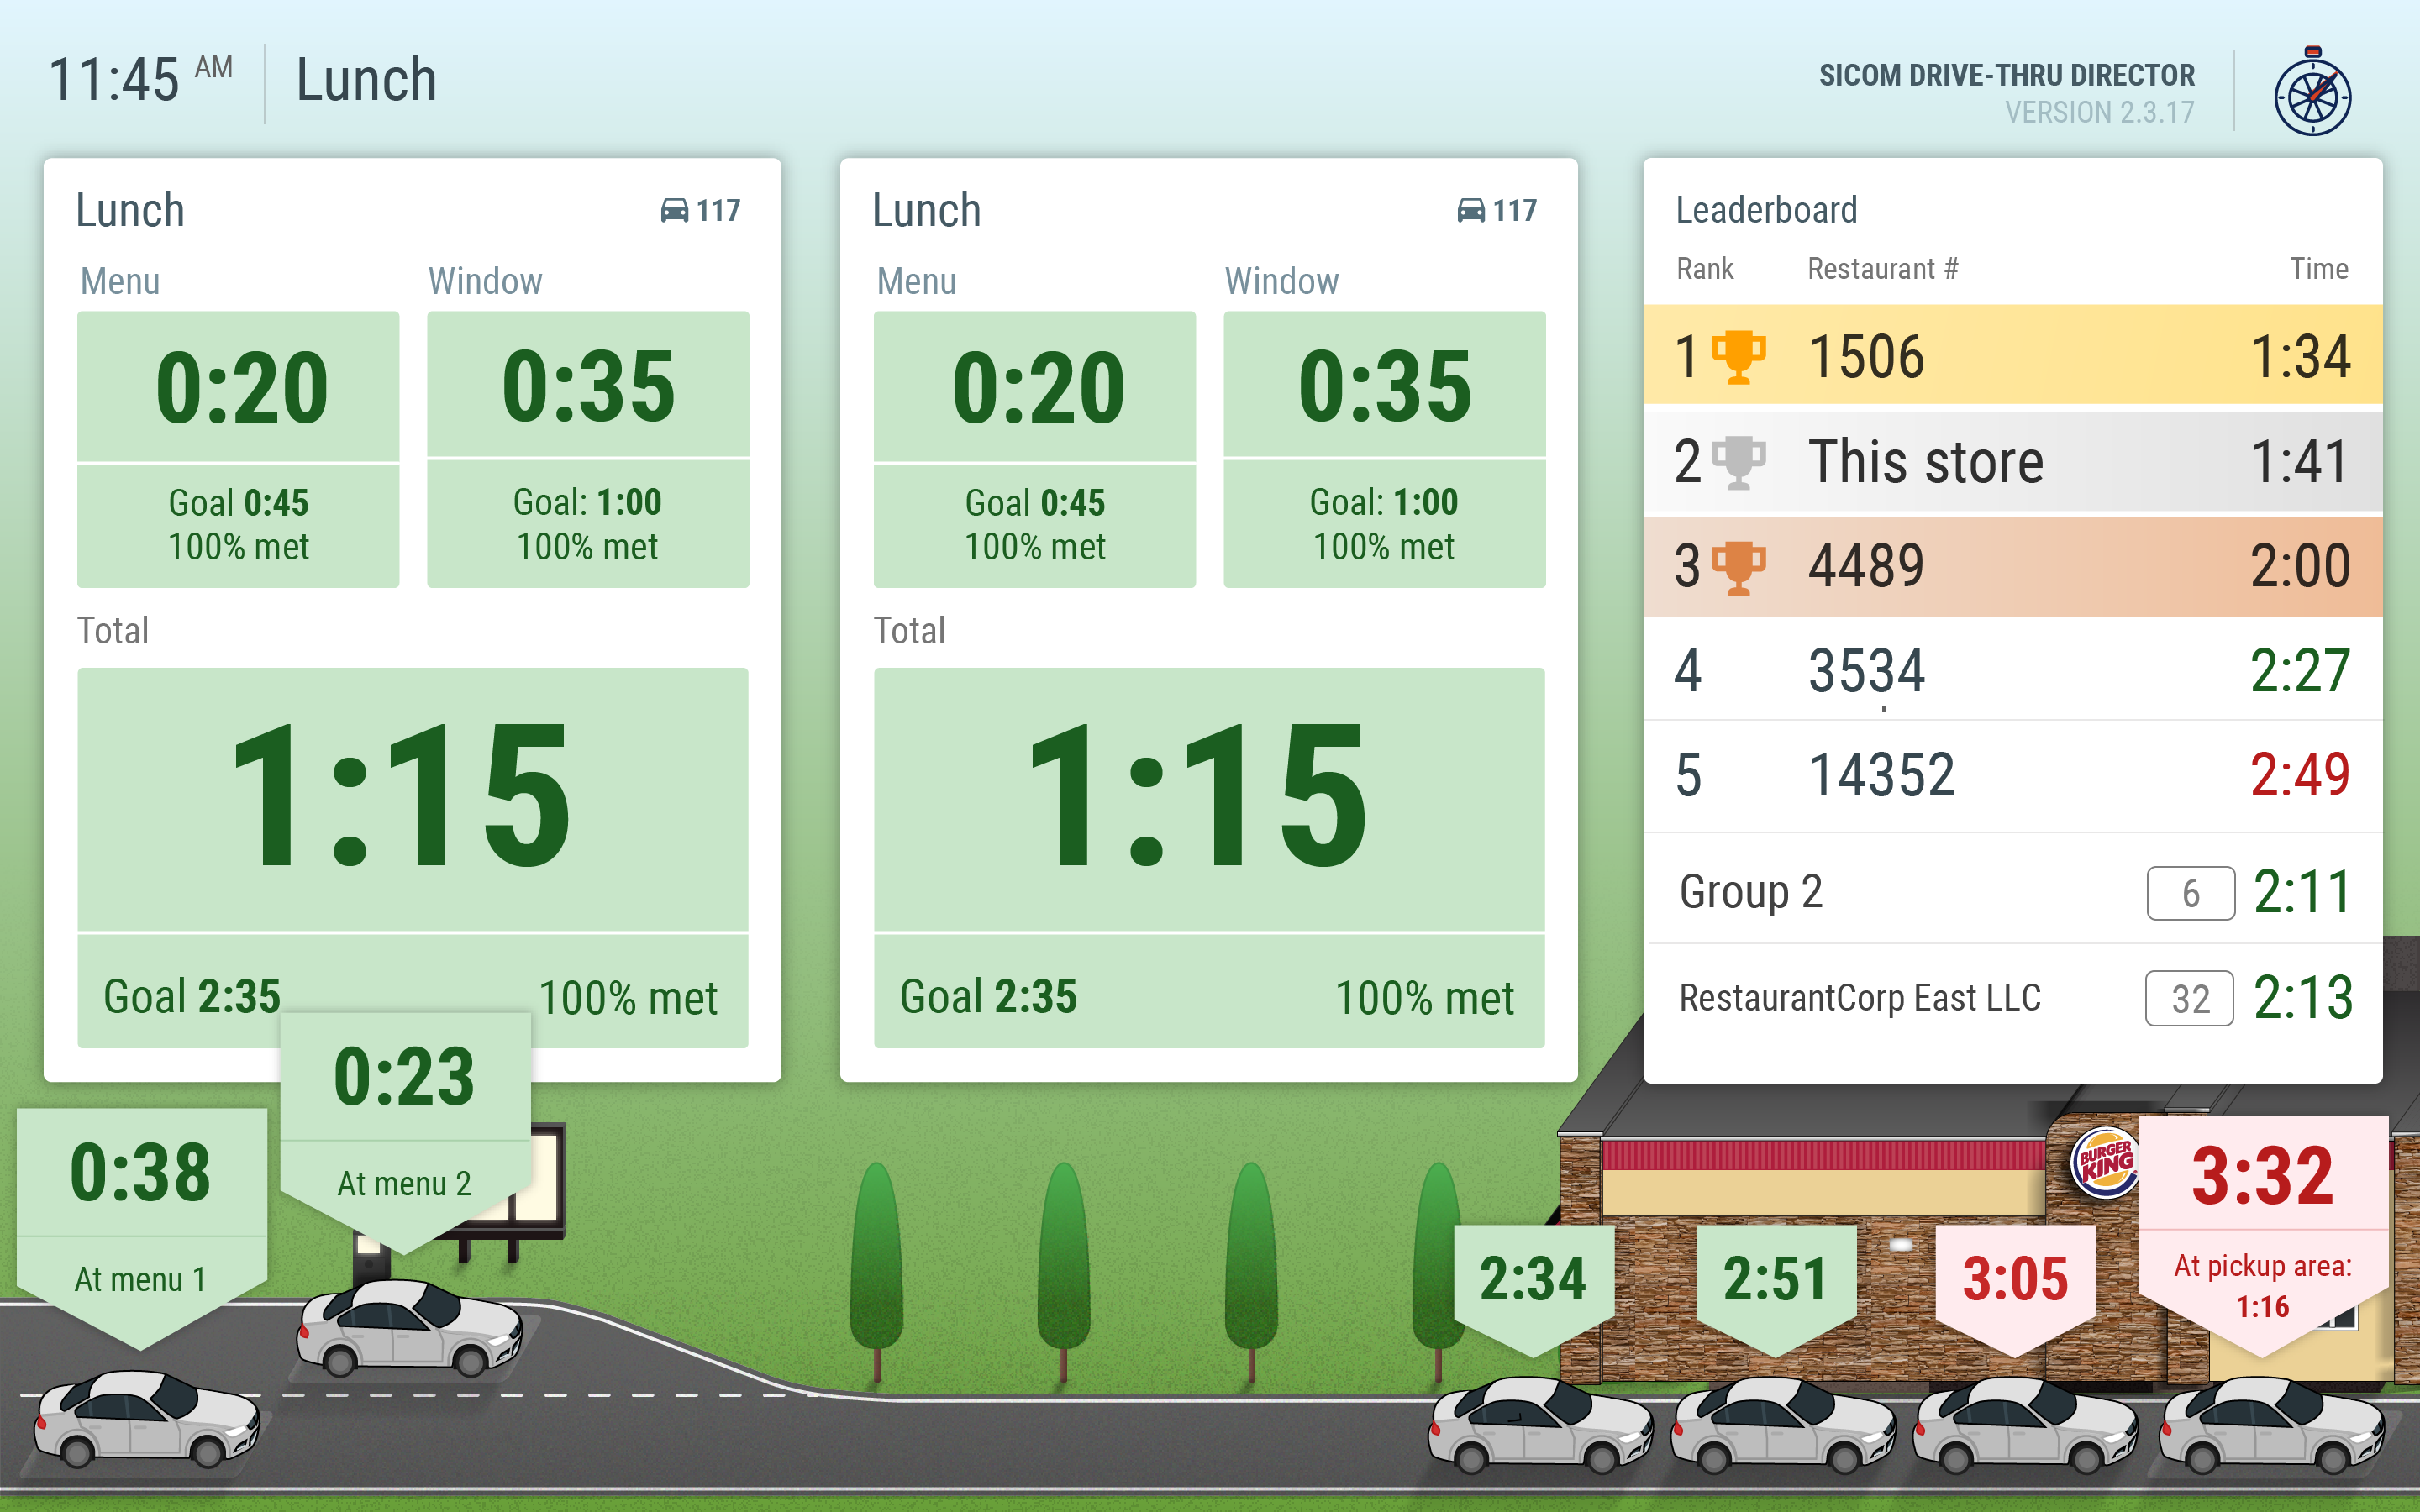 11:45 AM
Lunch
SICOM DRIVE-THRU DIRECTOR
VERSION 2.3.17
Lunch
117
Menu
Window
0:20
0:35
Goal 0:45
100% met
Goal: 1:00
100% met
Total
1:15
Goal 2:35
100% met
Lunch
117
Menu
Window
0:20
0:35
Goal 0:45
100% met
Goal: 1:00
100% met
Total
1:15
Goal 2:35
100% met
Leaderboard
Rank Restaurant # Time
1 1506 1:34
2 This store 1:41
3 4489 2:00
4 3534 2:27
5 14352 2:49
Group 2 6 2:11
RestaurantCorp East LLC 32 2:13
0:38
At menu 1
0:23
At menu 2
2:34
2:51
3:05
BURGER
KING
3:32
At pickup area:
1:16